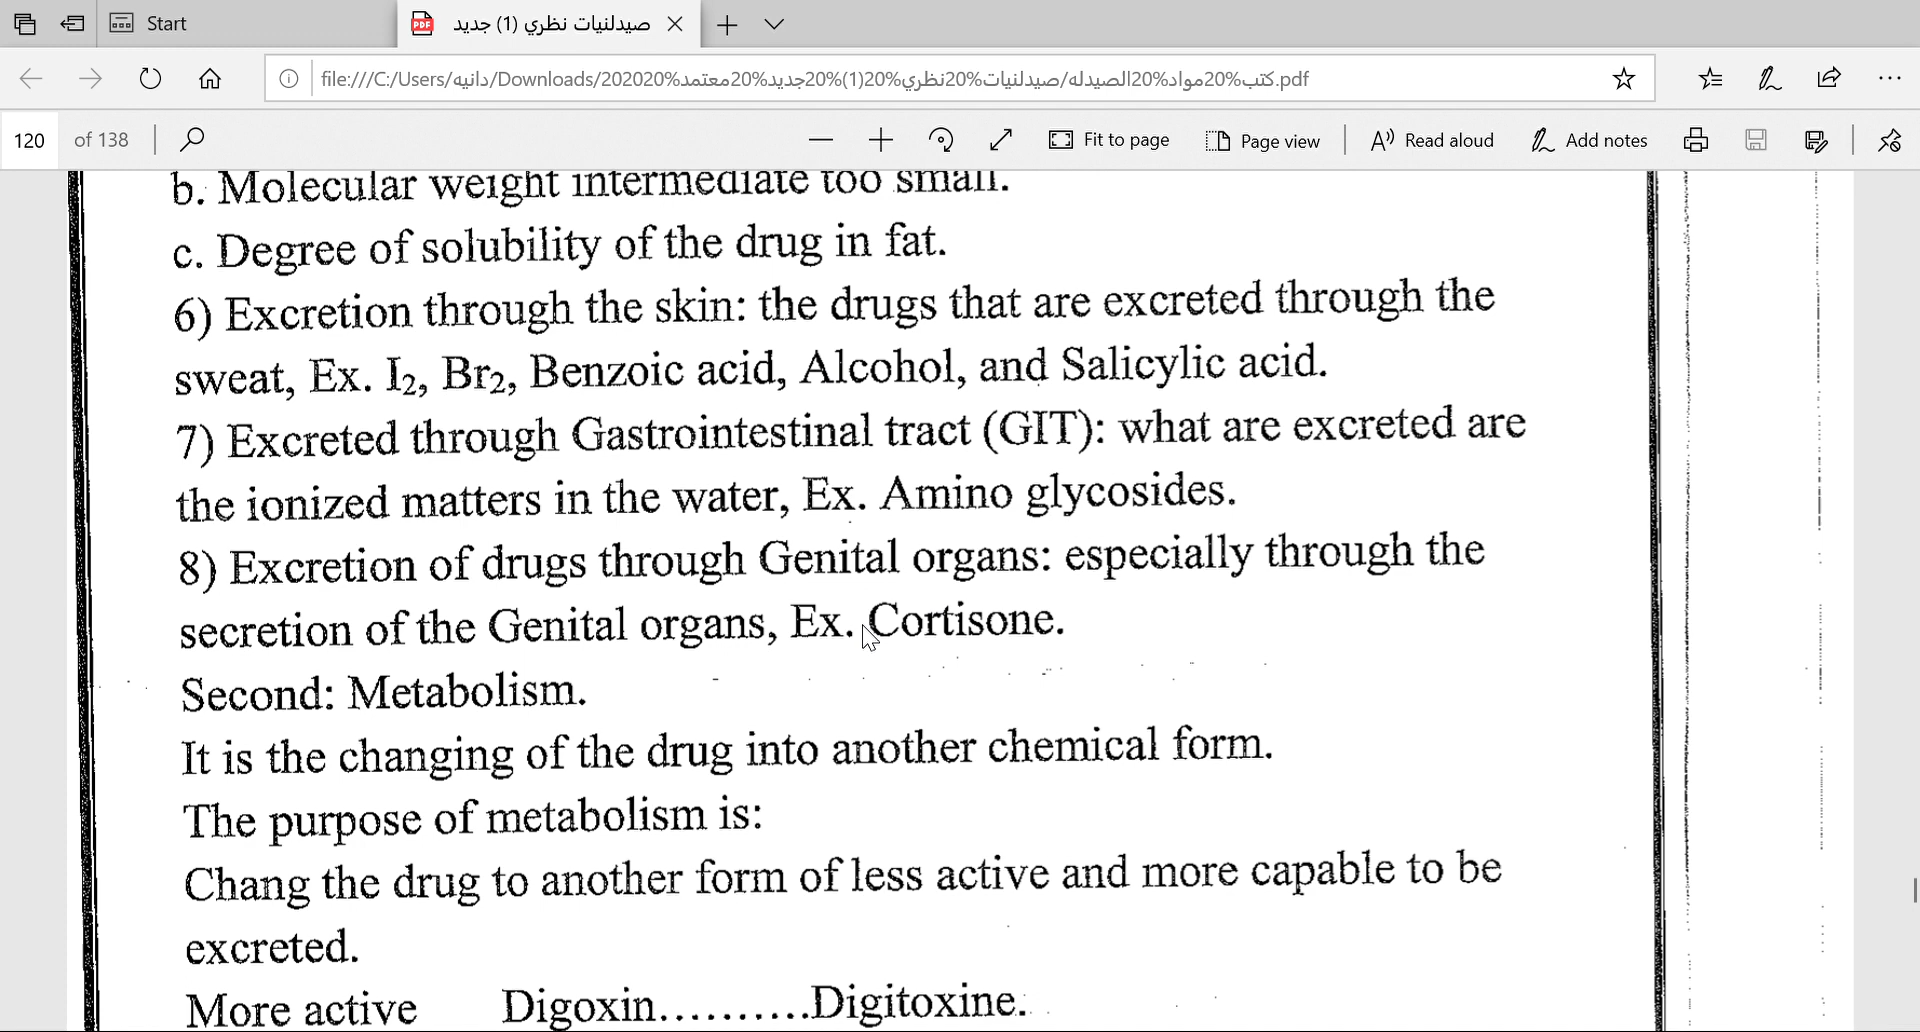 Start
صيدلنيات نظري (1) جديد
file:///C:/Users/دانيه/Downloads/202020%كتب%20مواد%20الصيدله/صيدلنيات%20نظري%20(1)%20جديد%20معتمد.pdf
120 of 138
Fit to page
Page view
Read aloud
Add notes
b. Molecular weight intermediate too small.
c. Degree of solubility of the drug in fat.
6) Excretion through the skin: the drugs that are excreted through the
sweat, Ex. I₂, Br₂, Benzoic acid, Alcohol, and Salicylic acid.
7) Excreted through Gastrointestinal tract (GIT): what are excreted are
the ionized matters in the water, Ex. Amino glycosides.
8) Excretion of drugs through Genital organs: especially through the
secretion of the Genital organs, Ex. Cortisone.
Second: Metabolism.
It is the changing of the drug into another chemical form.
The purpose of metabolism is:
Chang the drug to another form of less active and more capable to be
excreted.
More active Digoxin..........Digitoxine.